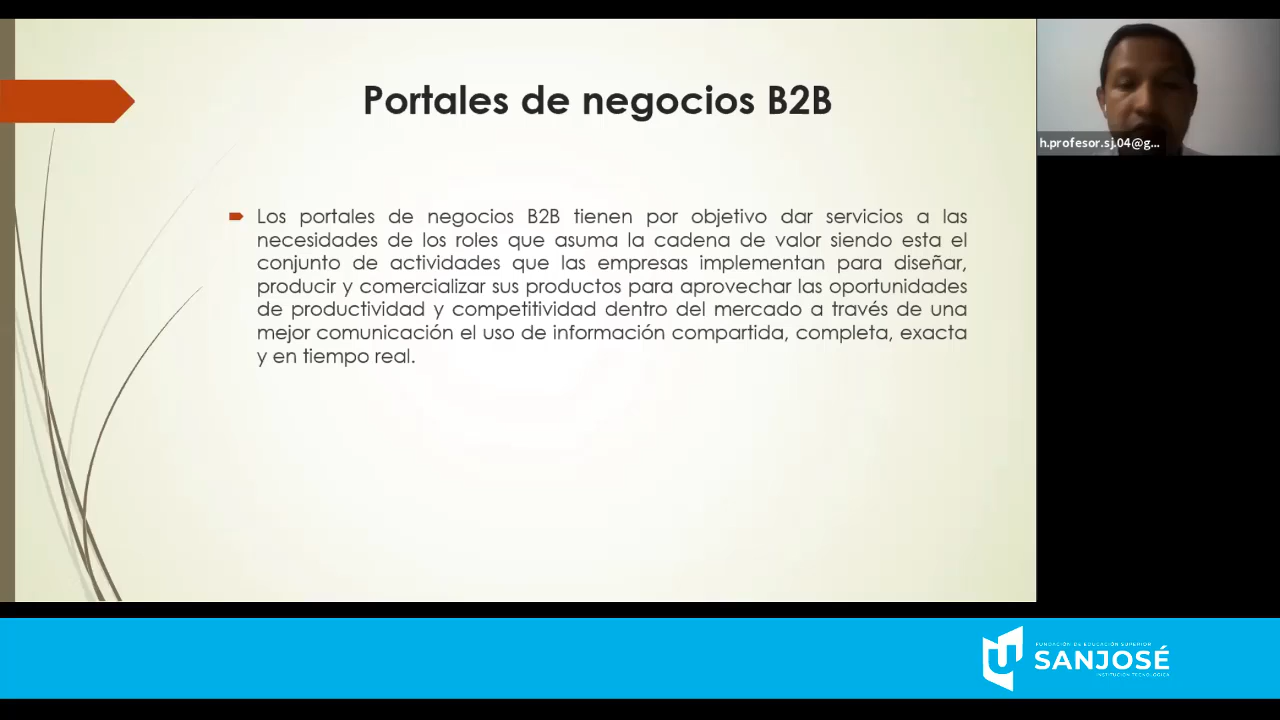 Portales de negocios B2B
h.profesor.sj.04@g...
Los portales de negocios B2B tienen por objetivo dar servicios a las
necesidades de los roles que asuma la cadena de valor siendo esta el
conjunto de actividades que las empresas implementan para diseñar,
producir y comercializar sus productos para aprovechar las oportunidades
de productividad y competitividad dentro del mercado a través de una
mejor comunicación el uso de información compartida, completa, exacta
y en tiempo real.
FUNDACIÓN DE EDUCACIÓN SUPERIOR
SANJOSÉ
INSTITUCIÓN TECNOLÓGICA